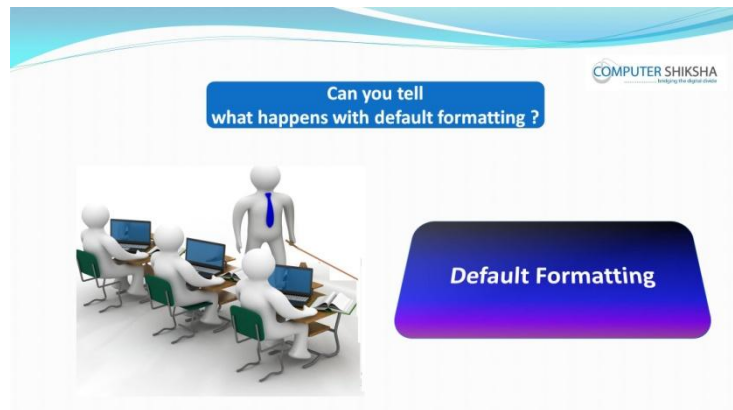 COMPUTER SHIKSHA
bridging the digital divide
Can you tell
what happens with default formatting ?
Default Formatting